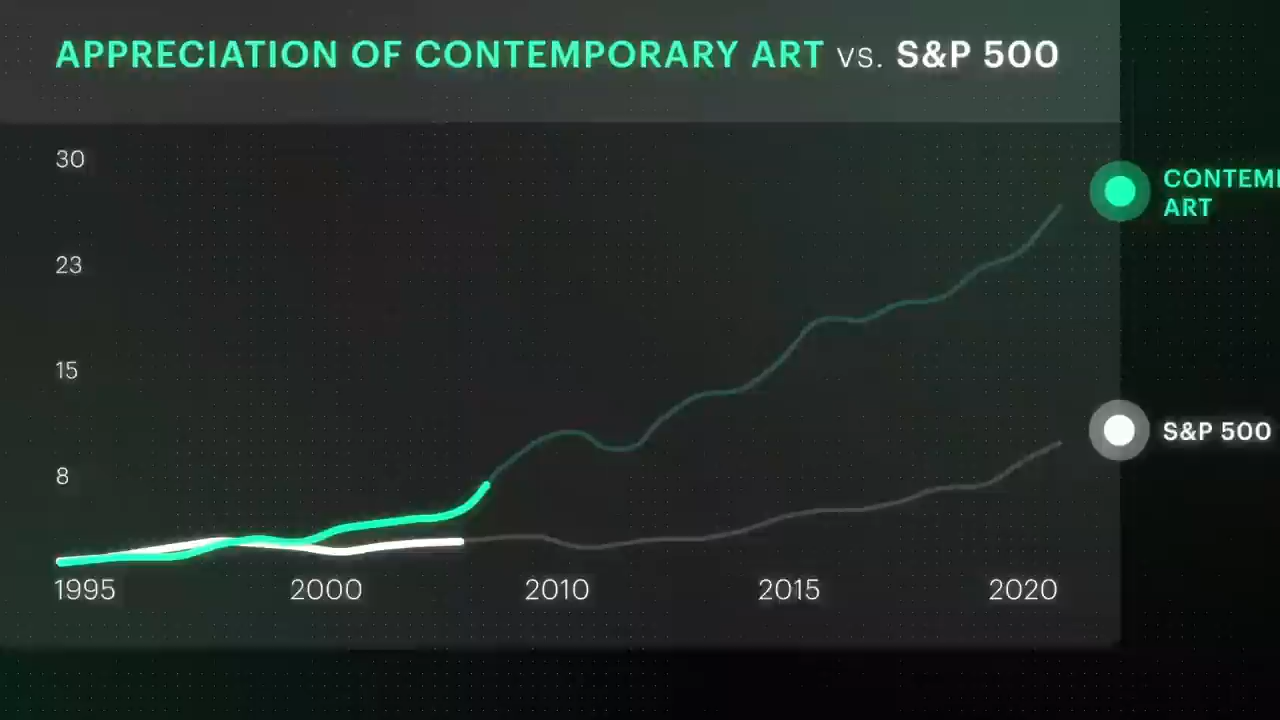 APPRECIATION OF CONTEMPORARY ART vs. S&P 500
30
23
15
8
1995 2000 2010 2015 2020
ART
S&P 500